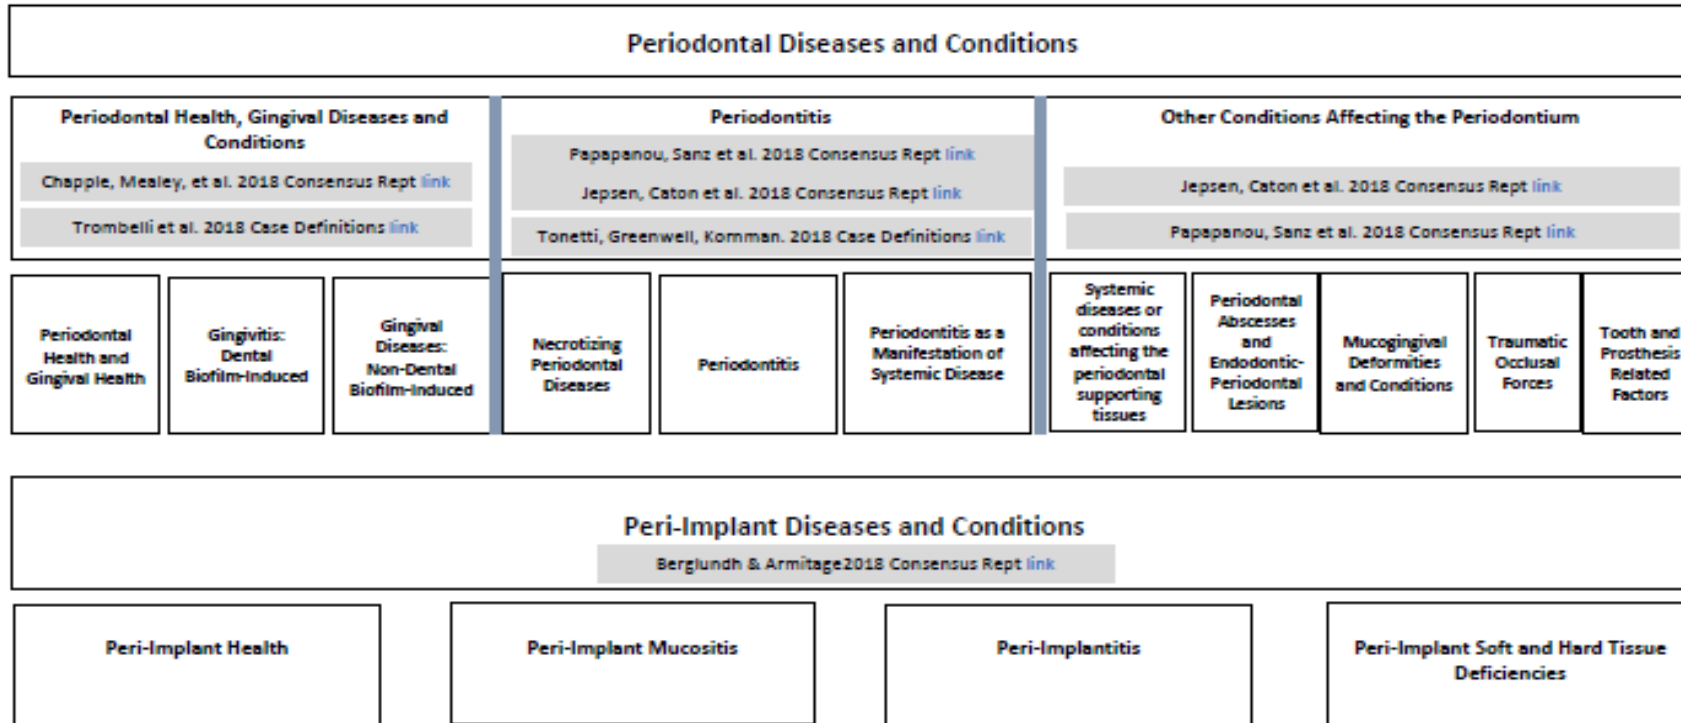 Periodontal Diseases and Conditions
Periodontal Health, Gingival Diseases and
Conditions
Chapple, Mealey, et al. 2018 Consensus Rept link
Trombelli et al. 2018 Case Definitions link
Periodontitis
Papapanou, Sanz et al. 2018 Consensus Rept link
Jepsen, Caton et al. 2018 Consensus Rept link
Tonetti, Greenwell, Kornman. 2018 Case Definitions link
Other Conditions Affecting the Periodontium
Jepsen, Caton et al. 2018 Consensus Rept link
Papapanou, Sanz et al. 2018 Consensus Rept link
Periodontal
Health and
Gingival Health
Gingivitis:
Dental
Biofilm-Induced
Gingival
Diseases:
Non-Dental
Biofilm-Induced
Necrotizing
Periodontal
Diseases
Periodontitis
Periodontitis as a
Manifestation of
Systemic Disease
Systemic
diseases or
conditions
affecting the
periodontal
supporting
tissues
Periodontal
Abscesses
and
Endodontic-
Periodontal
Lesions
Mucogingival
Deformities
and Conditions
Traumatic
Occlusal
Forces
Tooth and
Prosthesis
Related
Factors
Peri-Implant Diseases and Conditions
Berglundh & Armitage2018 Consensus Rept link
Peri-Implant Health
Peri-Implant Mucositis
Peri-Implantitis
Peri-Implant Soft and Hard Tissue
Deficiencies